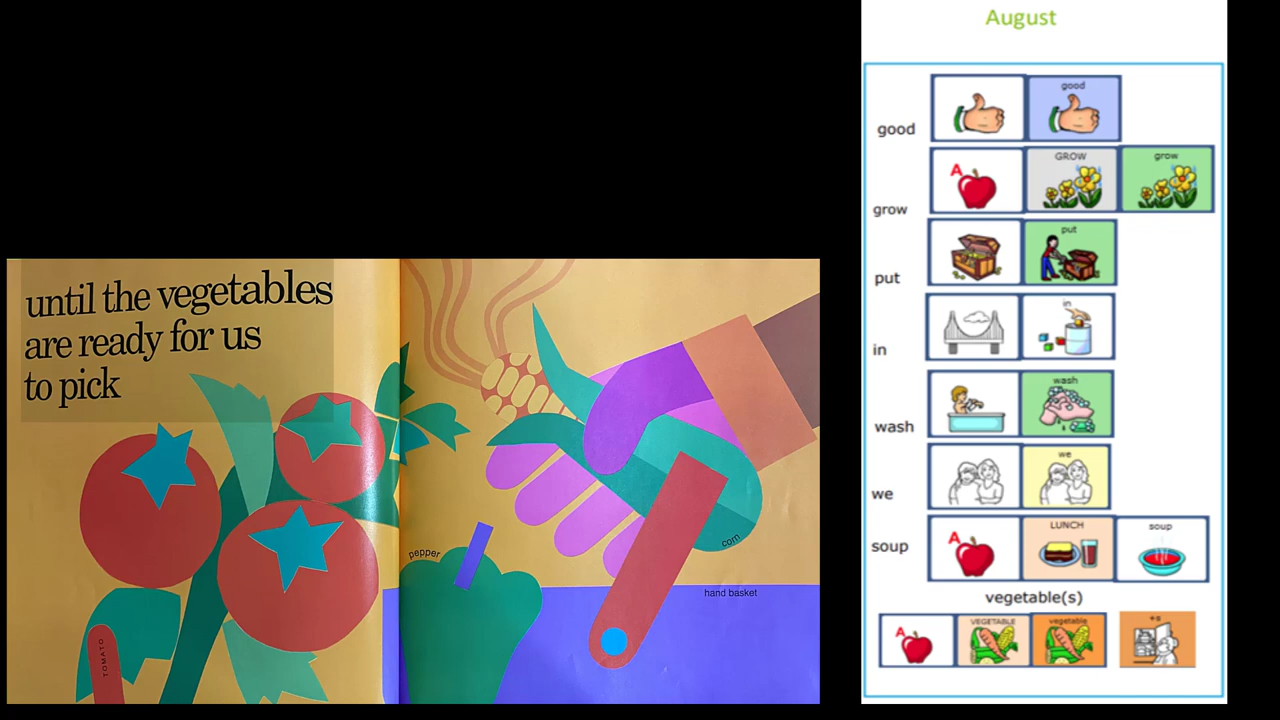 until the vegetables
are ready for us
to pick
TOMATO
pepper
corn
hand basket
August
good
good
A
GROW
grow
grow
put
put
in
in
wash
wash
we
we
A
LUNCH
soup
soup
vegetable(s)
A
VEGETABLE
vegetable
+s